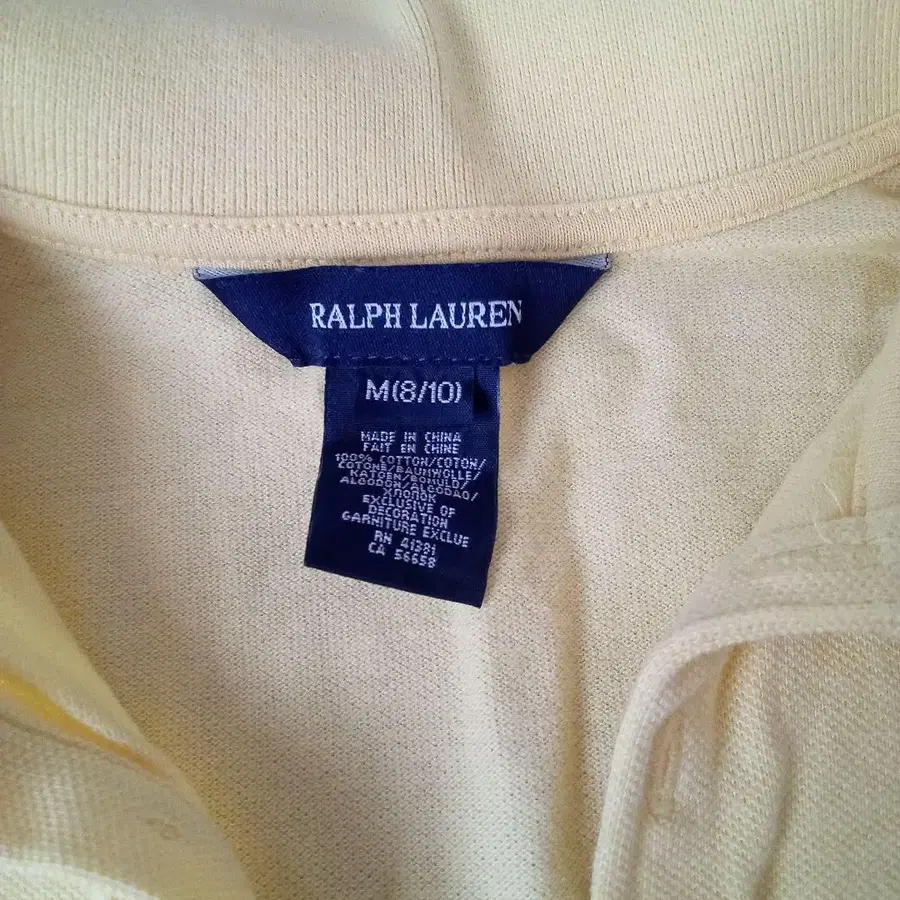 RALPH LAUREN
M(8/10)
MADE IN CHINA
FAIT EN CHINE
100% COTTON/COTON/
COTONE/BAUMWOLLE/
KATOEN/BOMULD/
ALGODON/ALGODAO/
ХЛОПОК
EXCLUSIVE OF
DECORATION
GARNITURE EXCLUE
RN 41381
CA 56658